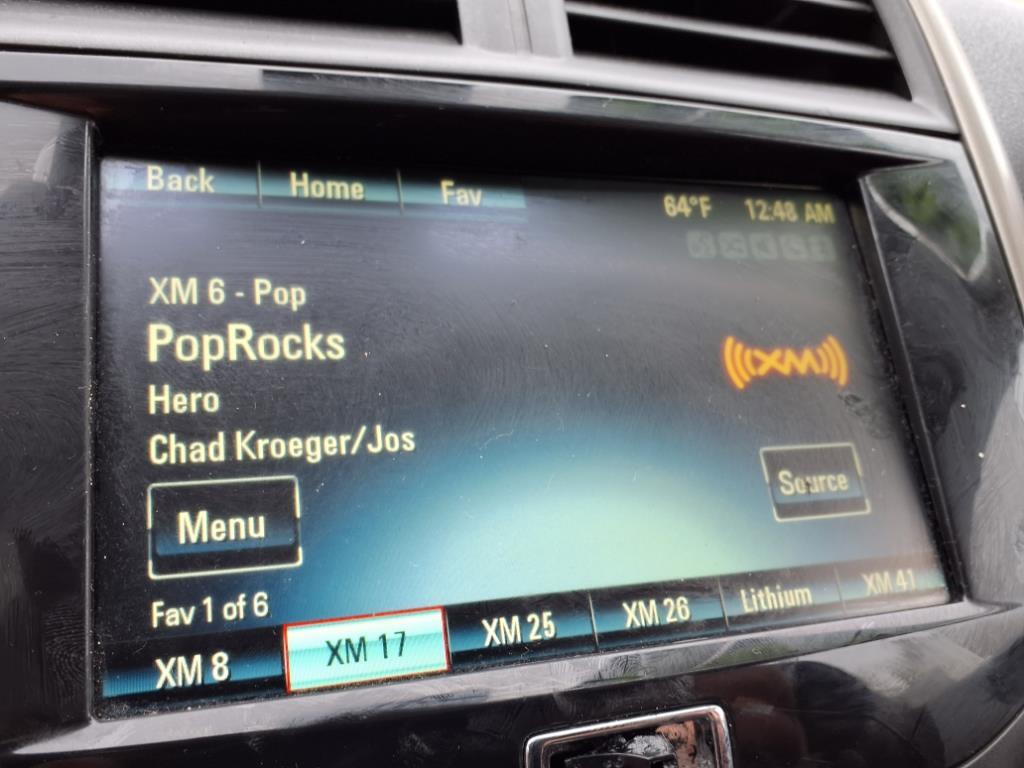 Back Home Fav 64°F 12:48 AM
XM 6 - Pop
PopRocks
Hero
Chad Kroeger/Jos
XM
Menu
Source
Fav 1 of 6
XM 8 XM 17 XM 25 XM 26 Lithium XM 41